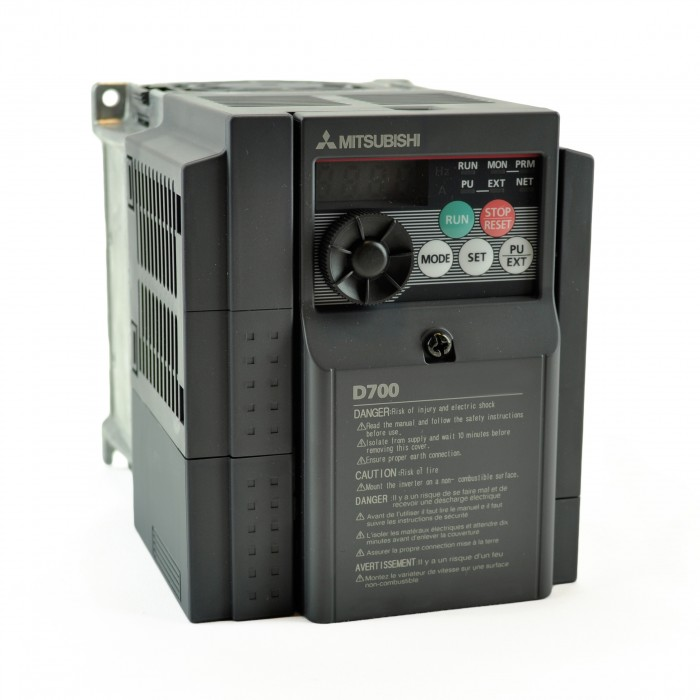 MITSUBISHI
RUN MON PRM
PU EXT NET
Hz
A
RUN
STOP
RESET
MODE
SET
PU
EXT
D700
DANGER:Risk of injury and electric shock
Read the manual and follow the safety instructions
before use.
Isolate from supply and wait 10 minutes before
removing this cover.
Ensure proper earth connection.
CAUTION :Risk of fire
Mount the inverter on a non- combustible surface.
DANGER :Il y a un risque de se faire mal et de
recevoir une décharge électrique
Avant de l'utiliser il faut lire le manuel e il faut
suivre les instructions de sécurité
L'isoler les matéraux électriques et attendre dix
minutes avant d'enlever la couverture
Assurer la propre connection mise à la terre
AVERTISSEMENT :Il y a un risque d'un feu
Montez le variateur de vitesse sur une surface
non-combustible.